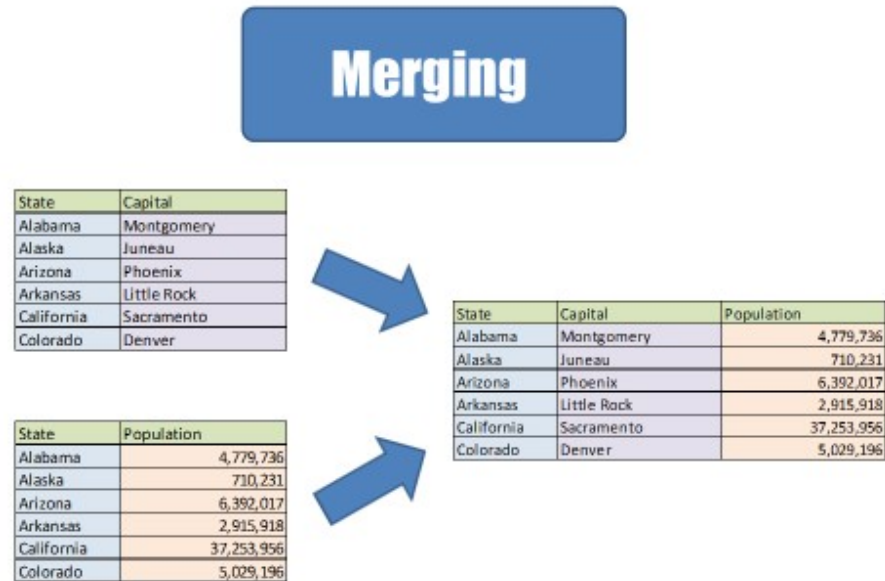 Merging
State Capital
Alabama Montgomery
Alaska Juneau
Arizona Phoenix
Arkansas Little Rock
California Sacramento
Colorado Denver
State Population
Alabama 4,779,736
Alaska 710,231
Arizona 6,392,017
Arkansas 2,915,918
California 37,253,956
Colorado 5,029,196
State Capital Population
Alabama Montgomery 4,779,736
Alaska Juneau 710,231
Arizona Phoenix 6,392,017
Arkansas Little Rock 2,915,918
California Sacramento 37,253,956
Colorado Denver 5,029,196